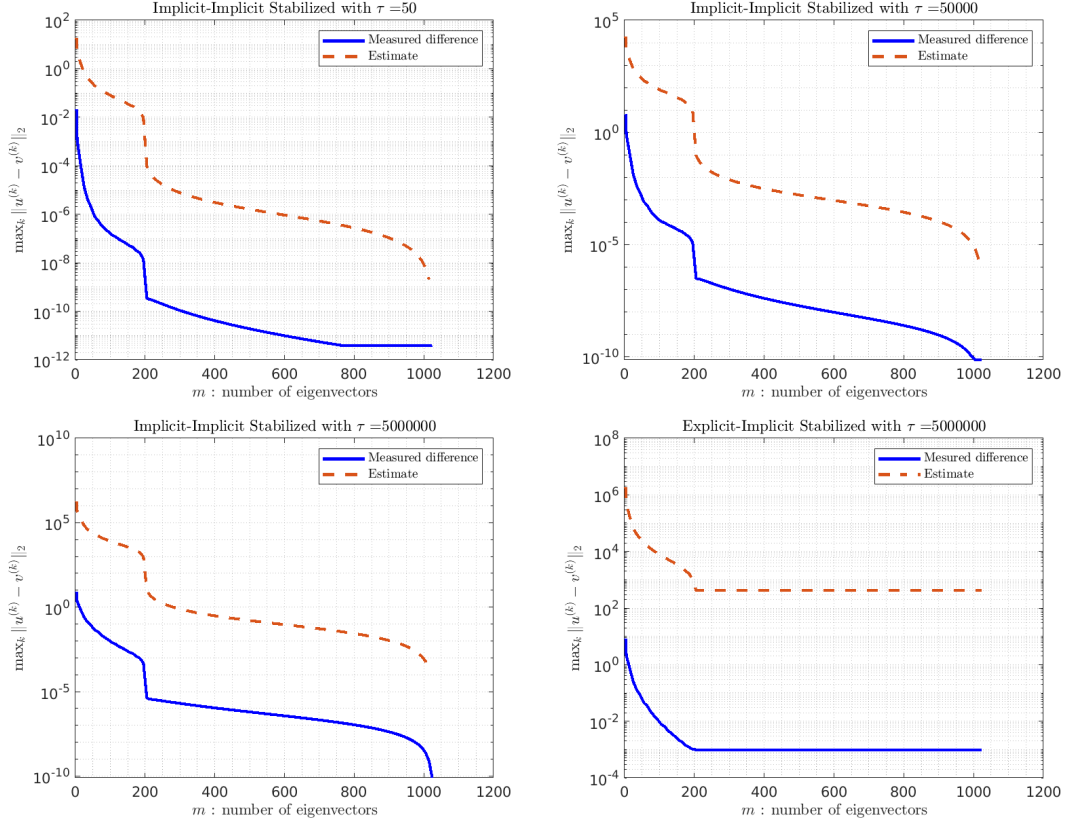 Implicit-Implicit Stabilized with τ =50
10^2
10^0
10^-2
10^-4
10^-6
10^-8
10^-10
10^-12
max_k || u^(k) − v^(k) ||_2
Measured difference
Estimate
0 200 400 600 800 1000 1200
m : number of eigenvectors
Implicit-Implicit Stabilized with τ =50000
10^5
10^0
10^-5
10^-10
max_k || u^(k) − v^(k) ||_2
Measured difference
Estimate
0 200 400 600 800 1000 1200
m : number of eigenvectors
Implicit-Implicit Stabilized with τ =5000000
10^10
10^5
10^0
10^-5
10^-10
max_k || u^(k) − v^(k) ||_2
Measured difference
Estimate
0 200 400 600 800 1000 1200
m : number of eigenvectors
Explicit-Implicit Stabilized with τ =5000000
10^8
10^6
10^4
10^2
10^0
10^-2
10^-4
max_k || u^(k) − v^(k) ||_2
Measured difference
Estimate
0 200 400 600 800 1000 1200
m : number of eigenvectors